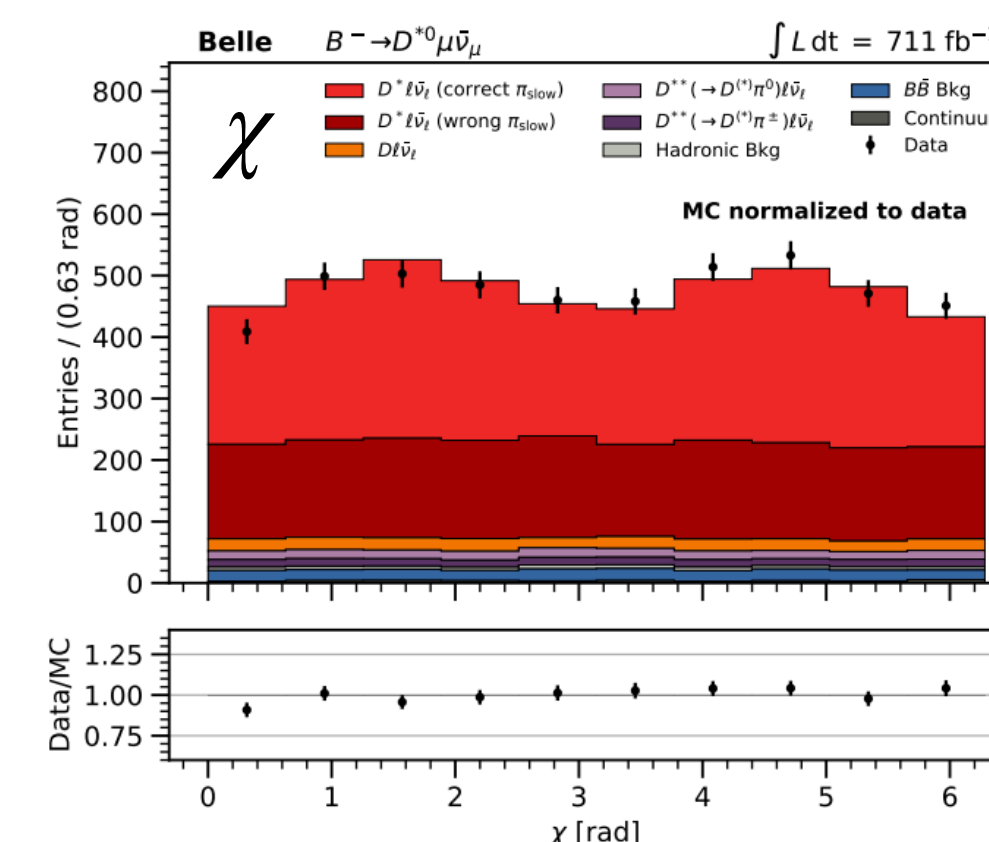 Belle B⁻→D*⁰μν̄_μ ∫ L dt = 711 fb⁻
χ
D*ℓν̄_ℓ (correct π_slow)
D*ℓν̄_ℓ (wrong π_slow)
Dℓν̄_ℓ
D**(→D⁽*⁾π⁰)ℓν̄_ℓ
D**(→D⁽*⁾π^±)ℓν̄_ℓ
Hadronic Bkg
BB̄ Bkg
Continuu
Data
MC normalized to data
Entries / (0.63 rad)
800
700
600
500
400
300
200
100
0
Data/MC
1.25
1.00
0.75
0 1 2 3 4 5 6
χ [rad]